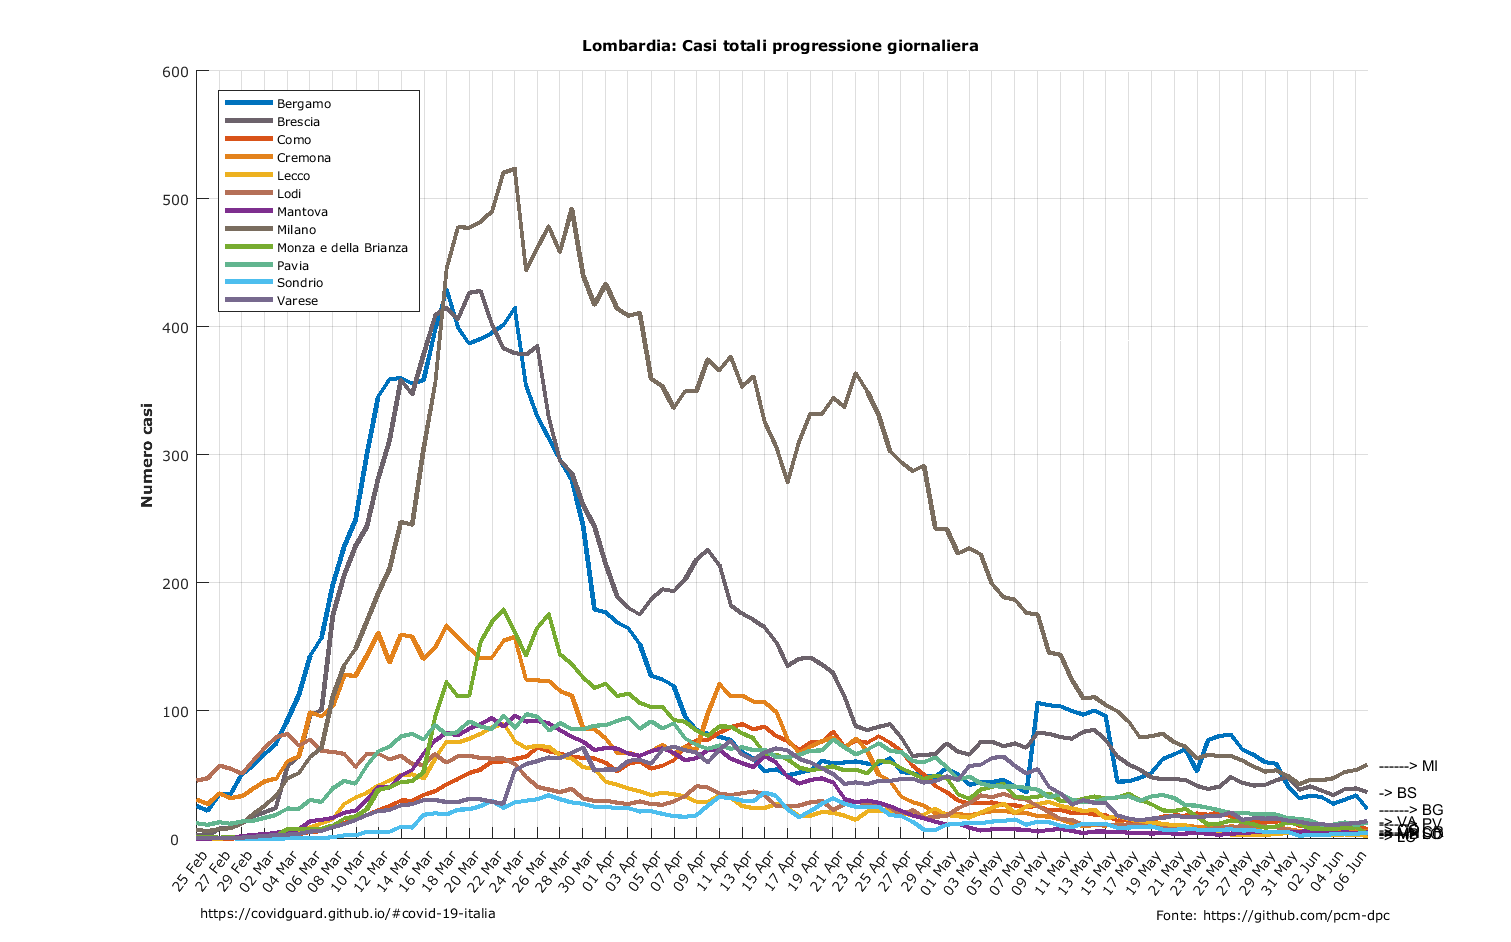 Lombardia: Casi totali progressione giornaliera
600
500
400
300
200
100
0
Numero casi
Bergamo
Brescia
Como
Cremona
Lecco
Lodi
Mantova
Milano
Monza e della Brianza
Pavia
Sondrio
Varese
------> MI
-> BS
------> BG
-> VA
-> LC
25 Feb
27 Feb
29 Feb
02 Mar
04 Mar
06 Mar
08 Mar
10 Mar
12 Mar
14 Mar
16 Mar
18 Mar
20 Mar
22 Mar
24 Mar
26 Mar
28 Mar
30 Mar
01 Apr
03 Apr
05 Apr
07 Apr
09 Apr
11 Apr
13 Apr
15 Apr
17 Apr
19 Apr
21 Apr
23 Apr
25 Apr
27 Apr
29 Apr
01 May
03 May
05 May
07 May
09 May
11 May
13 May
15 May
17 May
19 May
21 May
23 May
25 May
27 May
29 May
31 May
02 Jun
04 Jun
06 Jun
https://covidguard.github.io/#covid-19-italia
Fonte: https://github.com/pcm-dpc